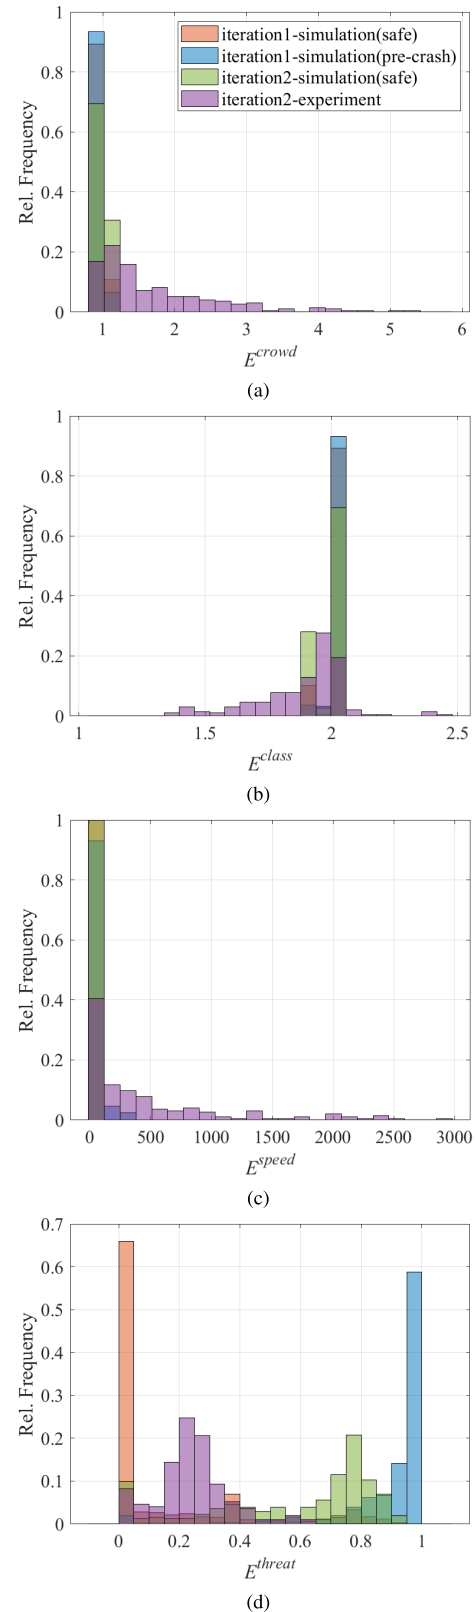 1
iteration1-simulation(safe)
iteration1-simulation(pre-crash)
iteration2-simulation(safe)
iteration2-experiment
0.8
0.6
0.4
0.2
0
Rel. Frequency
1 2 3 4 5 6
E^crowd
(a)
1
0.8
0.6
0.4
0.2
0
Rel. Frequency
1 1.5 2 2.5
E^class
(b)
1
0.8
0.6
0.4
0.2
0
Rel. Frequency
0 500 1000 1500 2000 2500 3000
E^speed
(c)
0.7
0.6
0.5
0.4
0.3
0.2
0.1
0
Rel. Frequency
0 0.2 0.4 0.6 0.8 1
E^threat
(d)